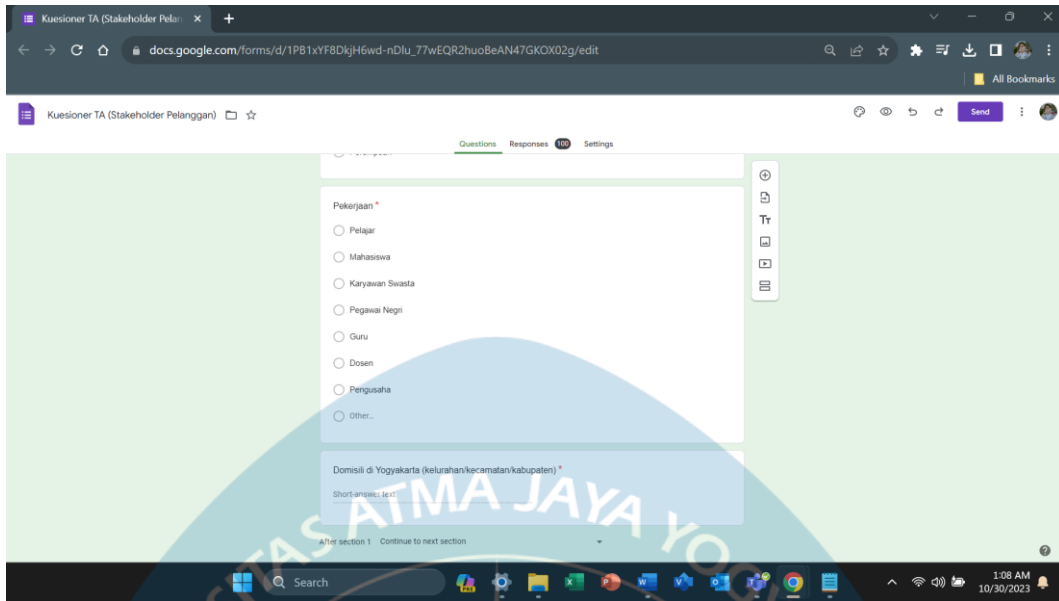 Kuesioner TA (Stakeholder Pelan
docs.google.com/forms/d/1PB1xYF8DkjH6wd-nDlu_77wEQR2huoBeAN47GKOX02g/edit
All Bookmarks
Kuesioner TA (Stakeholder Pelanggan)
Send
Questions Responses 100 Settings
Pekerjaan *
Pelajar
Mahasiswa
Karyawan Swasta
Pegawai Negri
Guru
Dosen
Pengusaha
Other...
Domisili di Yogyakarta (kelurahan/kecamatan/kabupaten) *
Short-answer text
After section 1 Continue to next section
TAS ATMA JAYA YO
Search
1:08 AM
10/30/2023